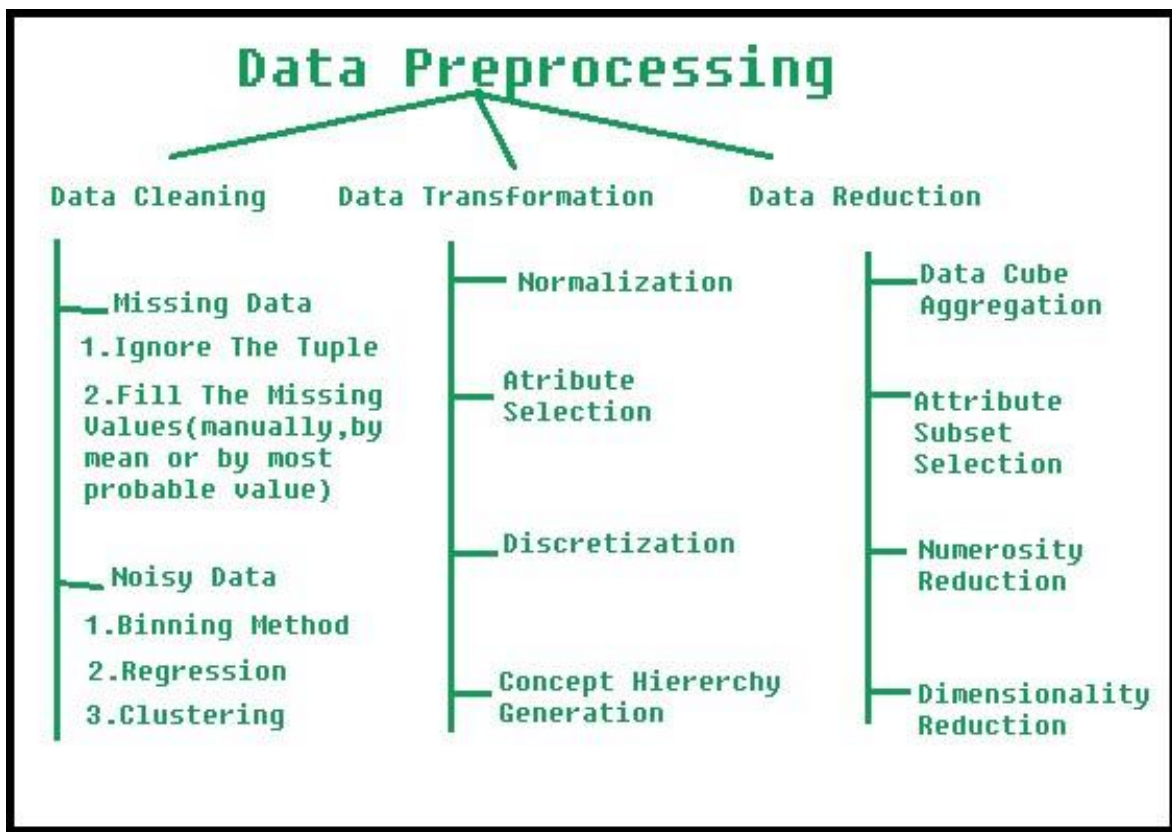 Data Preprocessing
Data Cleaning
Data Transformation
Data Reduction
Missing Data
1.Ignore The Tuple
2.Fill The Missing
Values(manually,by
mean or by most
probable value)
Noisy Data
1.Binning Method
2.Regression
3.Clustering
Normalization
Atribute
Selection
Discretization
Concept Hiererchy
Generation
Data Cube
Aggregation
Attribute
Subset
Selection
Numerosity
Reduction
Dimensionality
Reduction